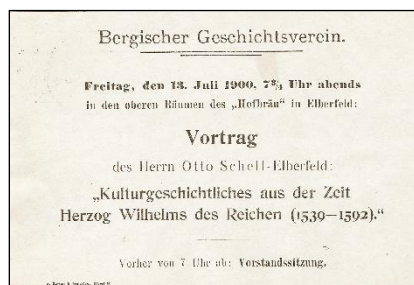 Bergischer Geschichtsverein.
Freitag, den 13. Juli 1900, 7¾ Uhr abends
in den oberen Räumen des „Hofbräu“ in Elberfeld:
Vortrag
des Herrn Otto Schell-Elberfeld:
„Kulturgeschichtliches aus der Zeit
Herzog Wilhelms des Reichen (1539—1592).“
Vorher von 7 Uhr ab: Vorstandssitzung.